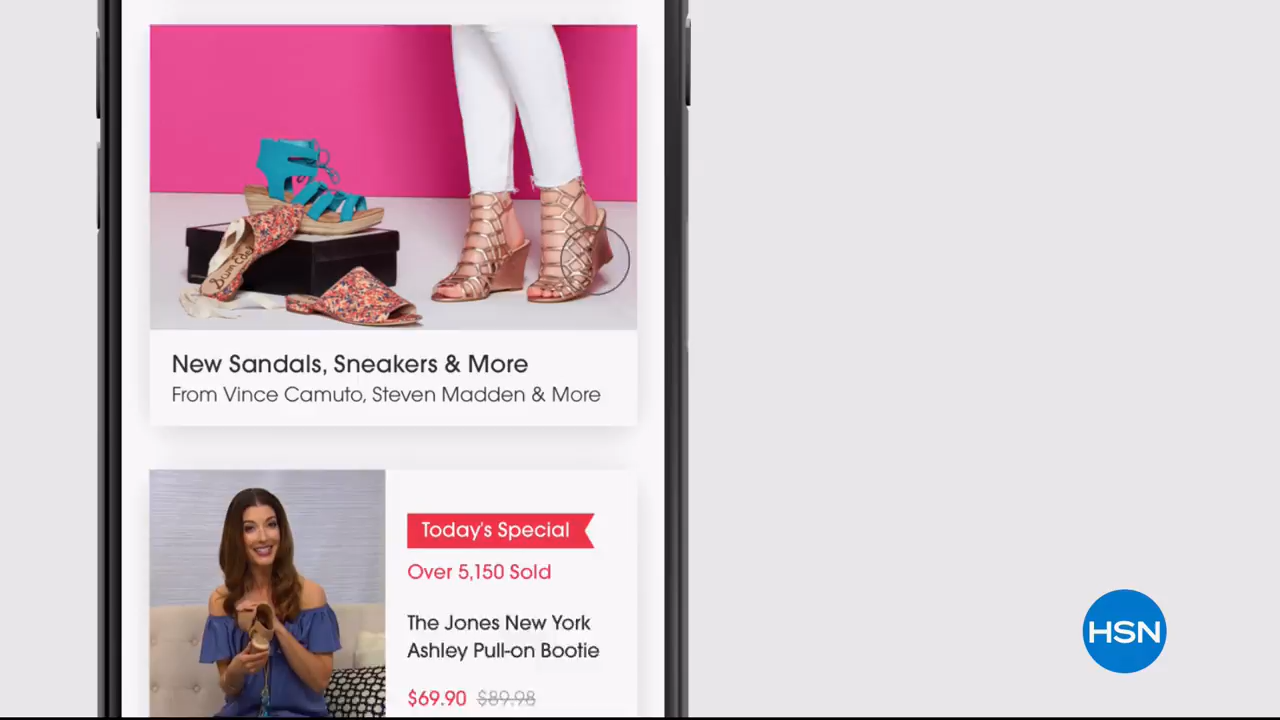 New Sandals, Sneakers & More
From Vince Camuto, Steven Madden & More
Today's Special
Over 5,150 Sold
The Jones New York
Ashley Pull-on Bootie
$69.90 $89.98
HSN